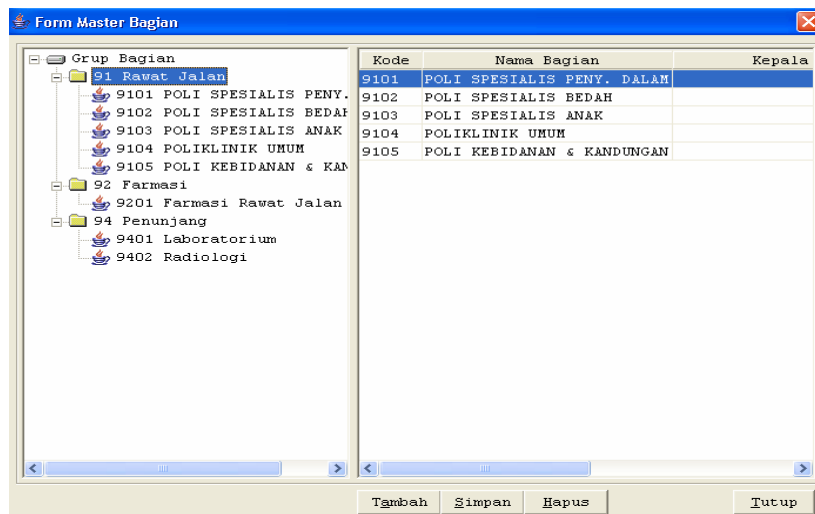 Form Master Bagian
Grup Bagian
91 Rawat Jalan
9101 POLI SPESIALIS PENY.
9102 POLI SPESIALIS BEDAH
9103 POLI SPESIALIS ANAK
9104 POLIKLINIK UMUM
9105 POLI KEBIDANAN & KAN
92 Farmasi
9201 Farmasi Rawat Jalan
94 Penunjang
9401 Laboratorium
9402 Radiologi
Kode Nama Bagian Kepala
9101 POLI SPESIALIS PENY. DALAM
9102 POLI SPESIALIS BEDAH
9103 POLI SPESIALIS ANAK
9104 POLIKLINIK UMUM
9105 POLI KEBIDANAN & KANDUNGAN
Tambah Simpan Hapus Tutup